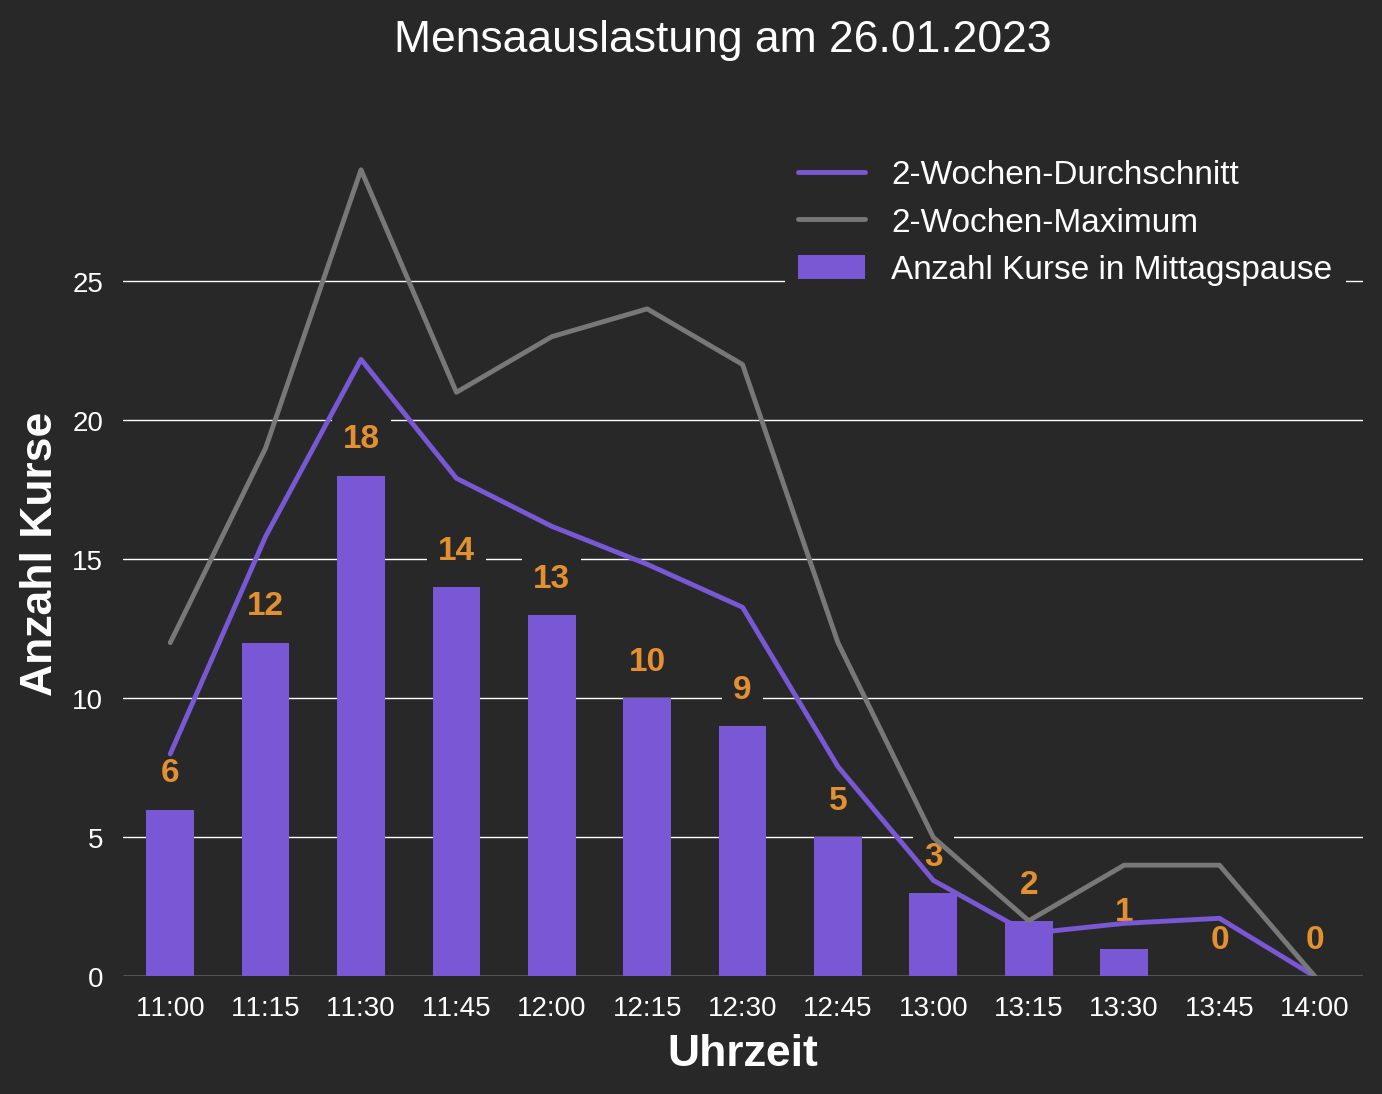 Mensaauslastung am 26.01.2023
2-Wochen-Durchschnitt
2-Wochen-Maximum
Anzahl Kurse in Mittagspause
Anzahl Kurse
25
20
15
10
5
0
6
12
18
14
13
10
9
5
3
2
1
0
0
11:00 11:15 11:30 11:45 12:00 12:15 12:30 12:45 13:00 13:15 13:30 13:45 14:00
Uhrzeit